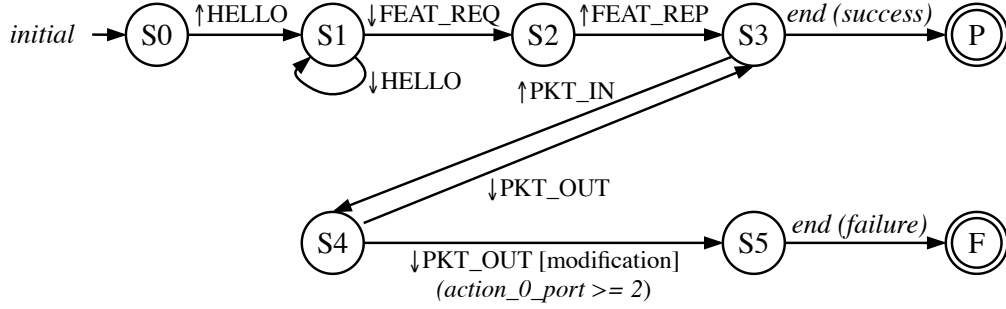 initial
S0
↑HELLO
S1
↓FEAT_REQ
S2
↑FEAT_REP
S3
end (success)
P
↓HELLO
↑PKT_IN
↓PKT_OUT
S4
↓PKT_OUT [modification]
(action_0_port >= 2)
S5
end (failure)
F